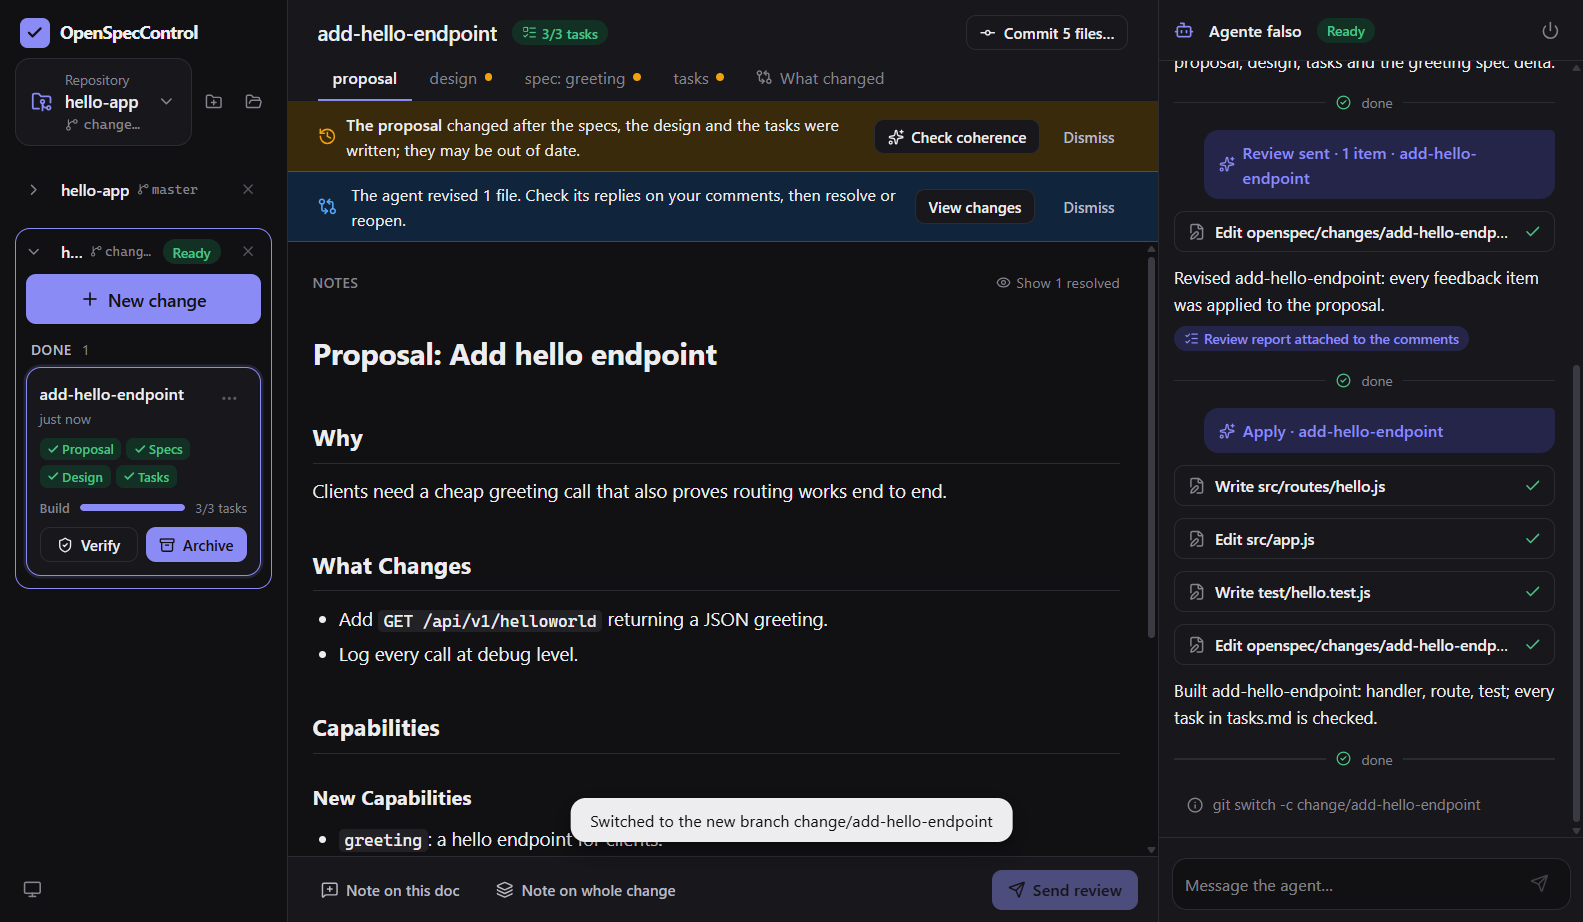 OpenSpecControl
Repository
hello-app
change...
hello-app master
h... chang... Ready
New change
DONE 1
add-hello-endpoint ...
just now
Proposal Specs
Design Tasks
Build 3/3 tasks
Verify Archive
add-hello-endpoint 3/3 tasks
Commit 5 files...
proposal design spec: greeting tasks What changed
The proposal changed after the specs, the design and the tasks were
written; they may be out of date.
Check coherence Dismiss
The agent revised 1 file. Check its replies on your comments, then resolve or
reopen.
View changes Dismiss
NOTES
Show 1 resolved
Proposal: Add hello endpoint
Why
Clients need a cheap greeting call that also proves routing works end to end.
What Changes
• Add GET /api/v1/helloworld returning a JSON greeting.
• Log every call at debug level.
Capabilities
New Capabilities
• greeting: a hello endpoint for clients.
Switched to the new branch change/add-hello-endpoint
Note on this doc Note on whole change Send review
Agente falso Ready
proposal, design, tasks and the greeting spec delta.
done
Review sent · 1 item · add-hello-
endpoint
Edit openspec/changes/add-hello-endp...
Revised add-hello-endpoint: every feedback item
was applied to the proposal.
Review report attached to the comments
done
Apply · add-hello-endpoint
Write src/routes/hello.js
Edit src/app.js
Write test/hello.test.js
Edit openspec/changes/add-hello-endp...
Built add-hello-endpoint: handler, route, test; every
task in tasks.md is checked.
done
git switch -c change/add-hello-endpoint
Message the agent...